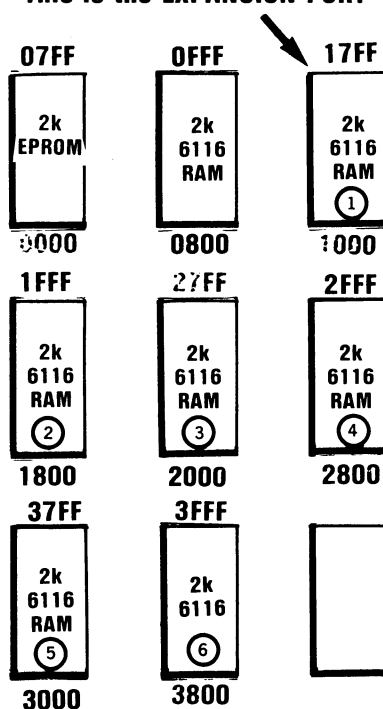 This is the EXPANSION PORT
07FF
2k
EPROM
0000
0FFF
2k
6116
RAM
0800
17FF
2k
6116
RAM
1
1000
1FFF
2k
6116
RAM
2
1800
27FF
2k
6116
RAM
3
2000
2FFF
2k
6116
RAM
4
2800
37FF
2k
6116
RAM
5
3000
3FFF
2k
6116
6
3800